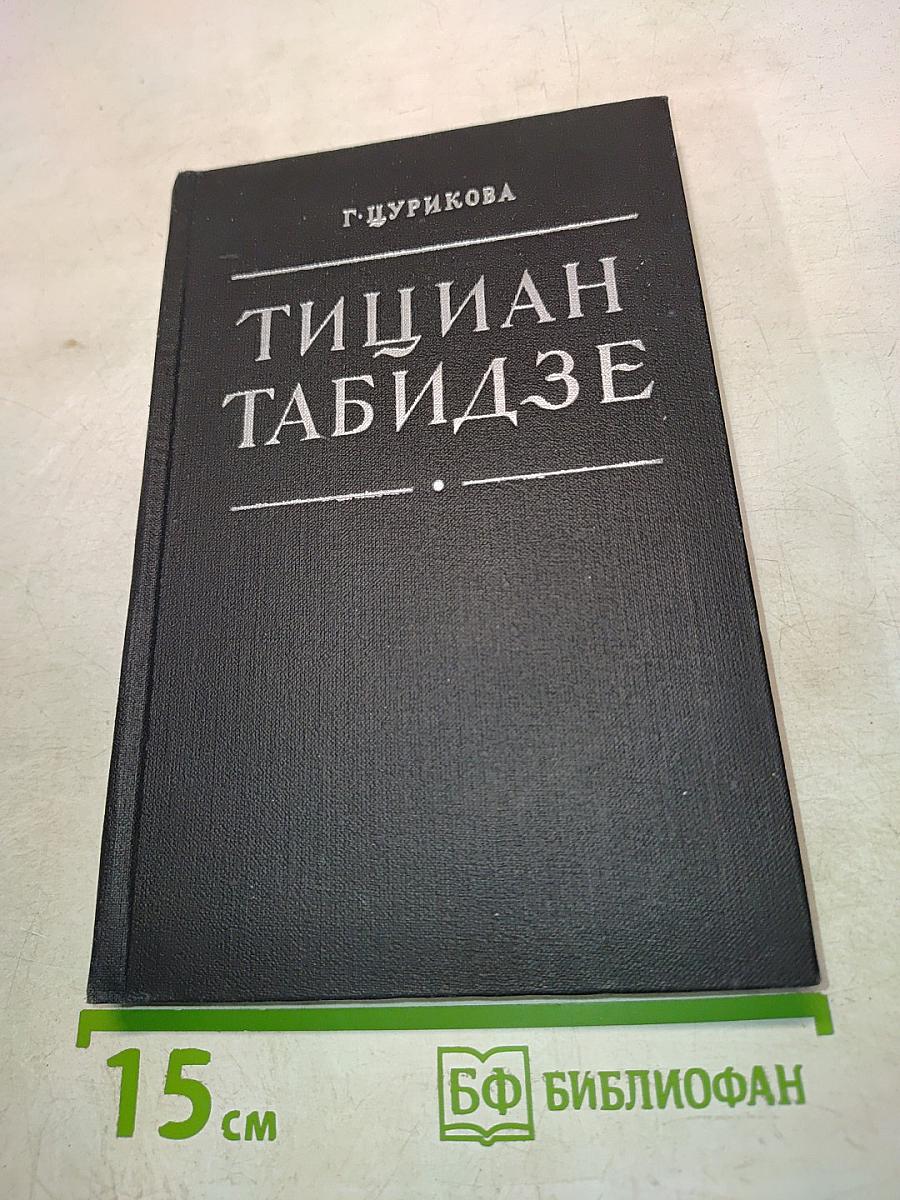 Г. ЦУРИКОВА
ТИЦИАН
ТАБИДЗЕ
15 см
БФ БИБЛИОФАН